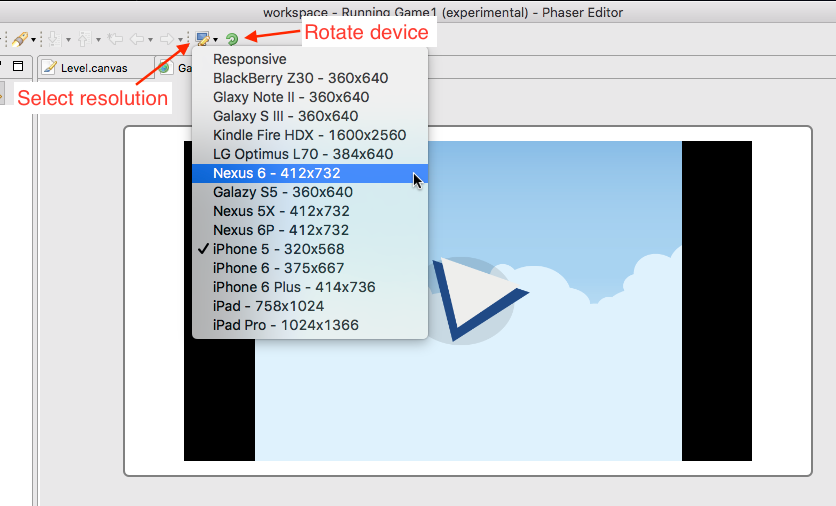 workspace - Running Game1 (experimental) - Phaser Editor
Rotate device
Level.canvas
Ga
Select resolution
Responsive
BlackBerry Z30 - 360x640
Glaxy Note II - 360x640
Galaxy S III - 360x640
Kindle Fire HDX - 1600x2560
LG Optimus L70 - 384x640
Nexus 6 - 412x732
Galazy S5 - 360x640
Nexus 5X - 412x732
Nexus 6P - 412x732
iPhone 5 - 320x568
iPhone 6 - 375x667
iPhone 6 Plus - 414x736
iPad - 758x1024
iPad Pro - 1024x1366